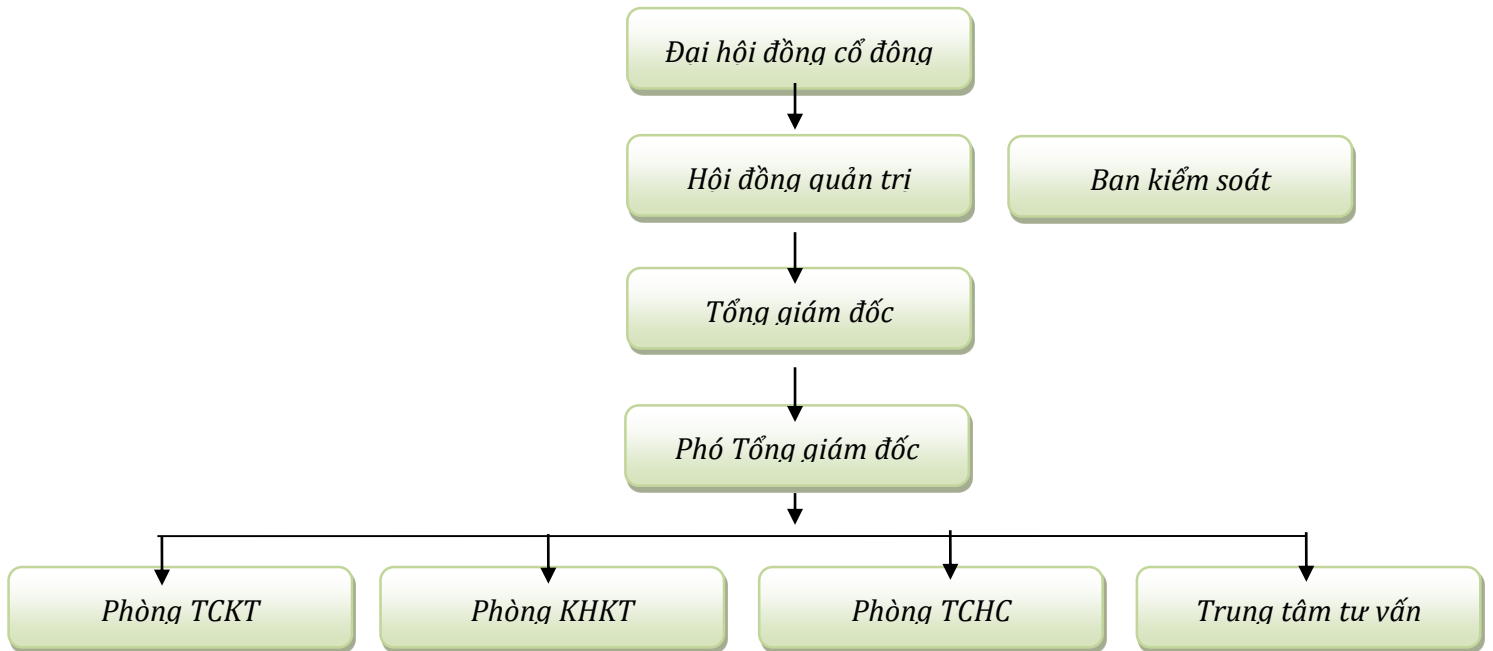 Đại hội đồng cổ đông
Hội đồng quản trị
Ban kiểm soát
Tổng giám đốc
Phó Tổng giám đốc
Phòng TCKT
Phòng KHKT
Phòng TCHC
Trung tâm tư vấn